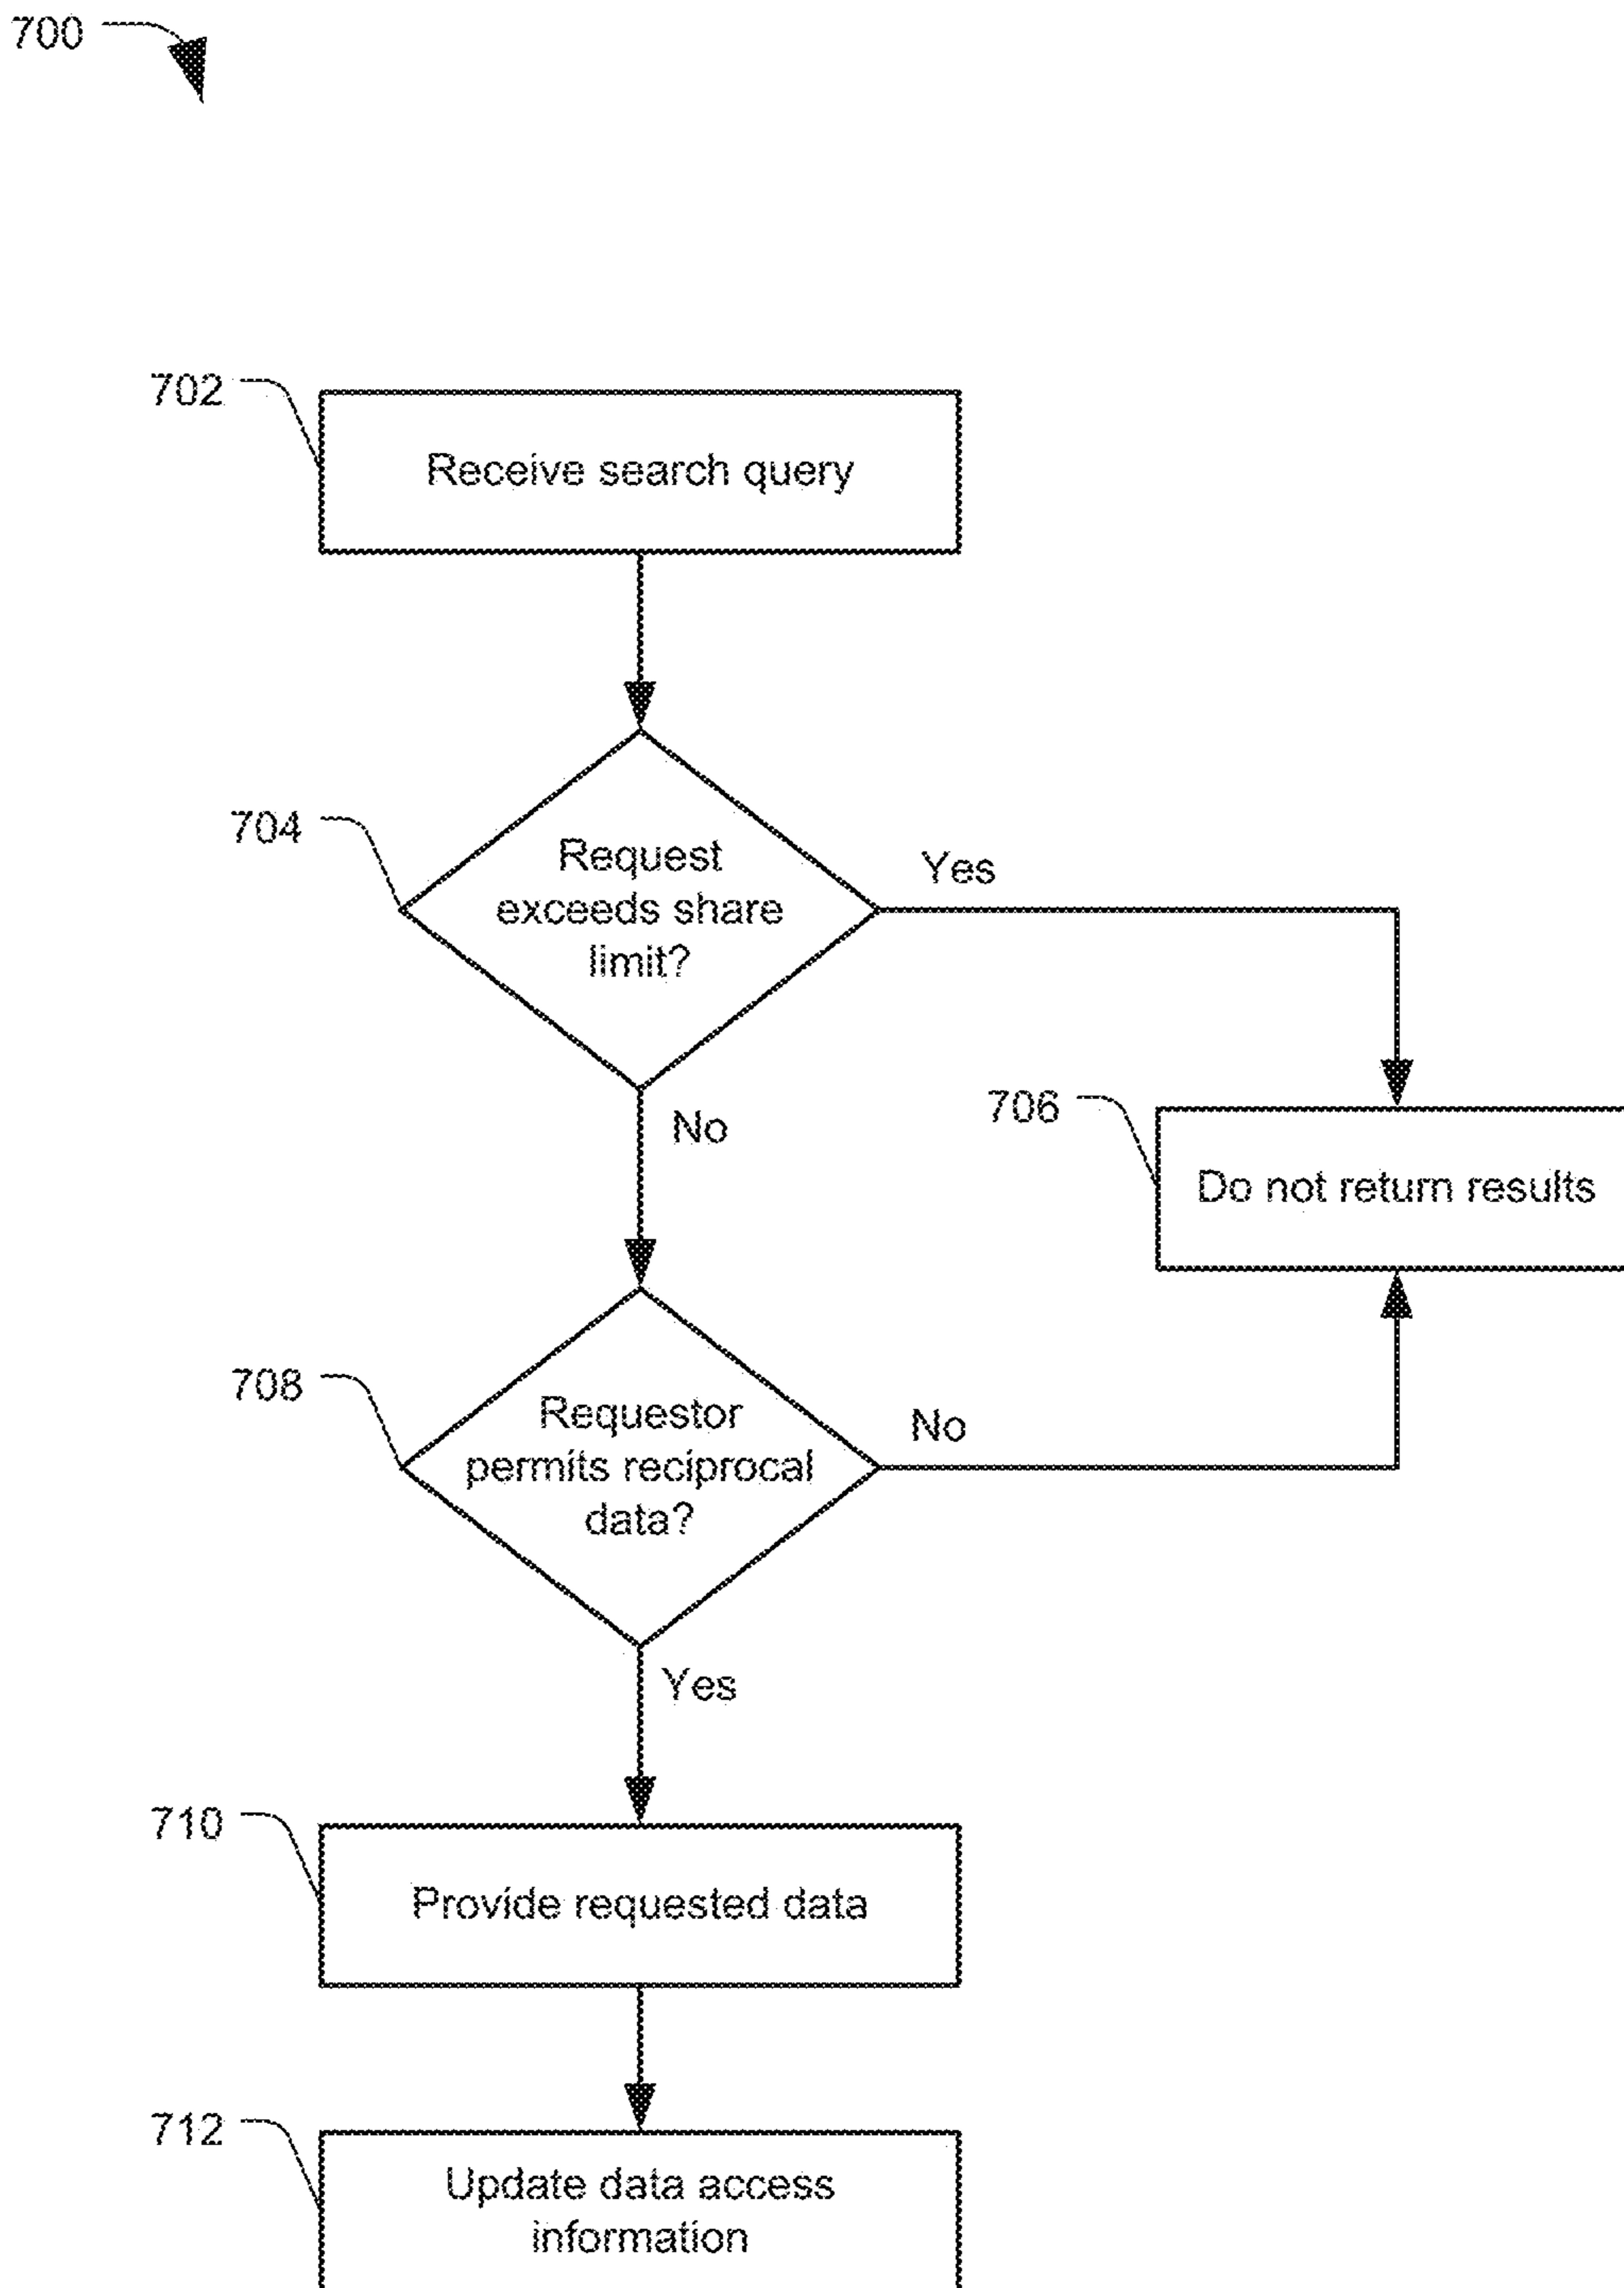 700
702
Receive search query
704
Request
exceeds share
limit?
Yes
No
706
Do not return results
708
Requestor
permits reciprocal
data?
No
Yes
710
Provide requested data
712
Update data access
information